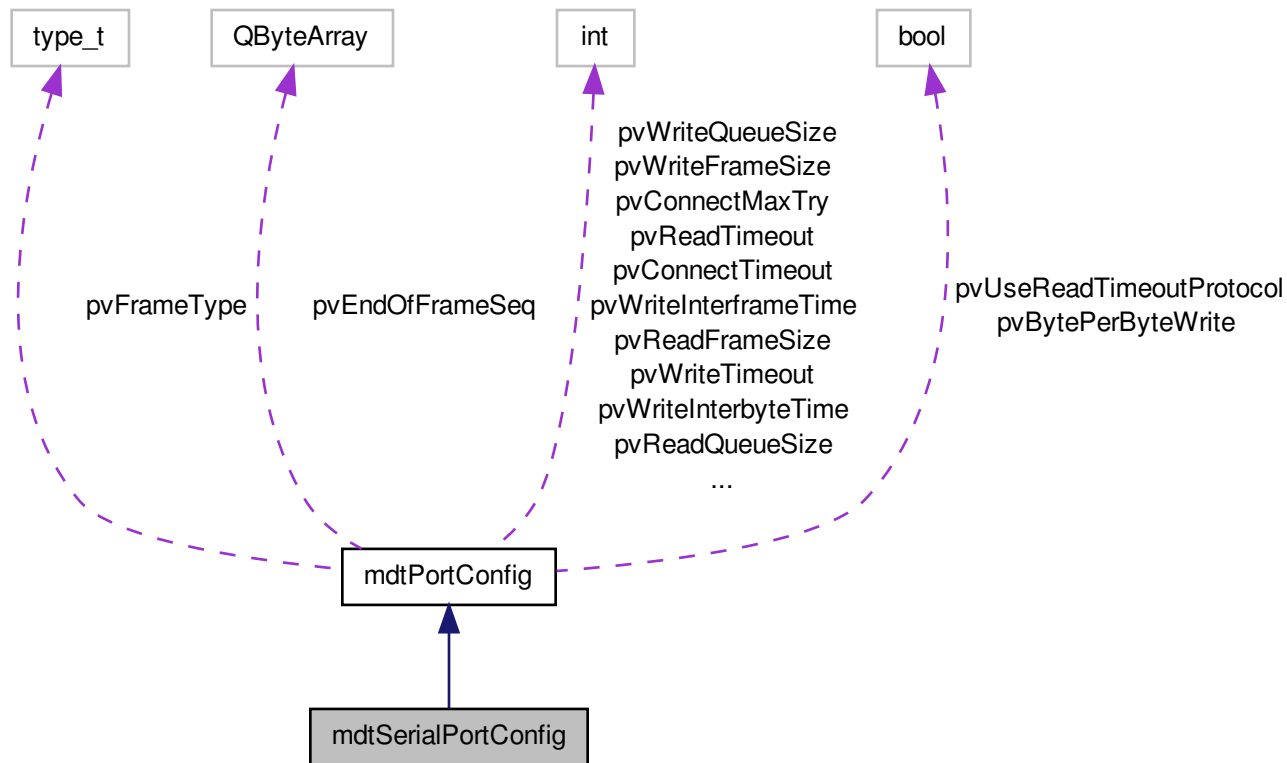 type_t
QByteArray
int
bool
pvWriteQueueSize
pvWriteFrameSize
pvConnectMaxTry
pvReadTimeout
pvConnectTimeout
pvWriteInterframeTime
pvReadFrameSize
pvWriteTimeout
pvWriteInterbyteTime
pvReadQueueSize
...
pvFrameType
pvEndOfFrameSeq
pvUseReadTimeoutProtocol
pvBytePerByteWrite
mdtPortConfig
mdtSerialPortConfig